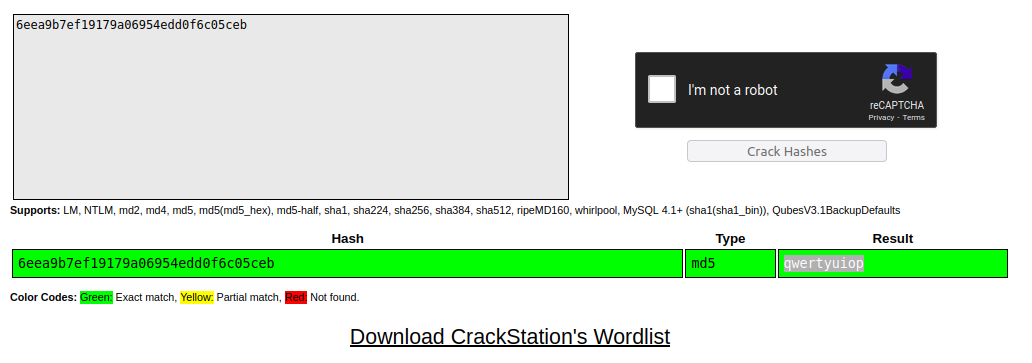 6eea9b7ef19179a06954edd0f6c05ceb
I'm not a robot
reCAPTCHA
Privacy - Terms
Crack Hashes
Supports: LM, NTLM, md2, md4, md5, md5(md5_hex), md5-half, sha1, sha224, sha256, sha384, sha512, ripeMD160, whirlpool, MySQL 4.1+ (sha1(sha1_bin)), QubesV3.1BackupDefaults
Hash Type Result
6eea9b7ef19179a06954edd0f6c05ceb md5 qwertyuiop
Color Codes: Green: Exact match, Yellow: Partial match, Red: Not found.
Download CrackStation's Wordlist